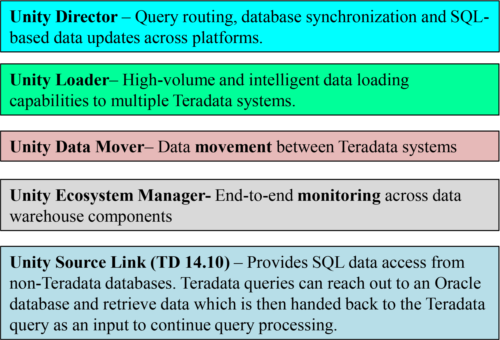 Unity Director – Query routing, database synchronization and SQL-
based data updates across platforms.
Unity Loader– High-volume and intelligent data loading
capabilities to multiple Teradata systems.
Unity Data Mover– Data movement between Teradata systems
Unity Ecosystem Manager- End-to-end monitoring across data
warehouse components
Unity Source Link (TD 14.10) – Provides SQL data access from
non-Teradata databases. Teradata queries can reach out to an Oracle
database and retrieve data which is then handed back to the Teradata
query as an input to continue query processing.